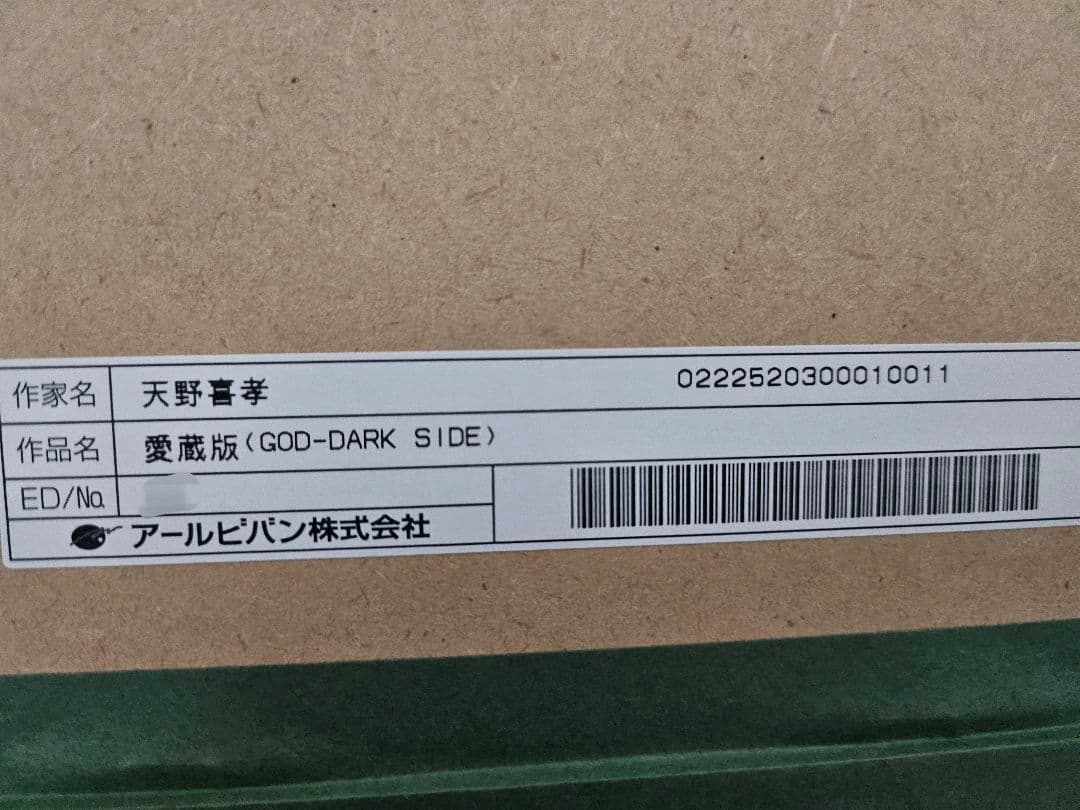 作家名 天野喜孝 0222520300010011
作品名 愛蔵版(GOD-DARK SIDE)
ED/No.
アールビバン株式会社